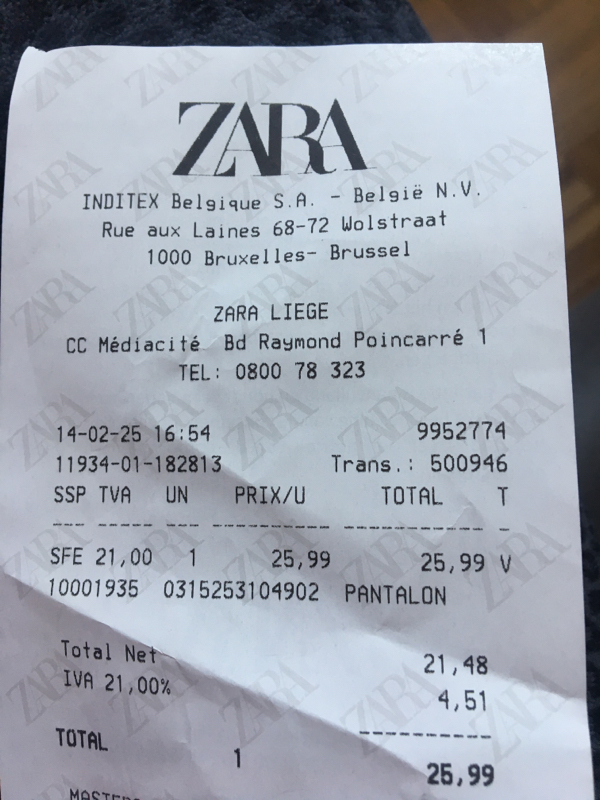 ZARA
INDITEX Belgique S.A. - België N.V.
Rue aux Laines 68-72 Wolstraat
1000 Bruxelles- Brussel
ZARA LIEGE
CC Médiacité Bd Raymond Poincarré 1
TEL: 0800 78 323
14-02-25 16:54 9952774
11934-01-182813 Trans.: 500946
SSP TVA UN PRIX/U TOTAL T
SFE 21,00 1 25,99 25,99 V
10001935 0315253104902 PANTALON
Total Net 21,48
IVA 21,00% 4,51
TOTAL 1 25,99